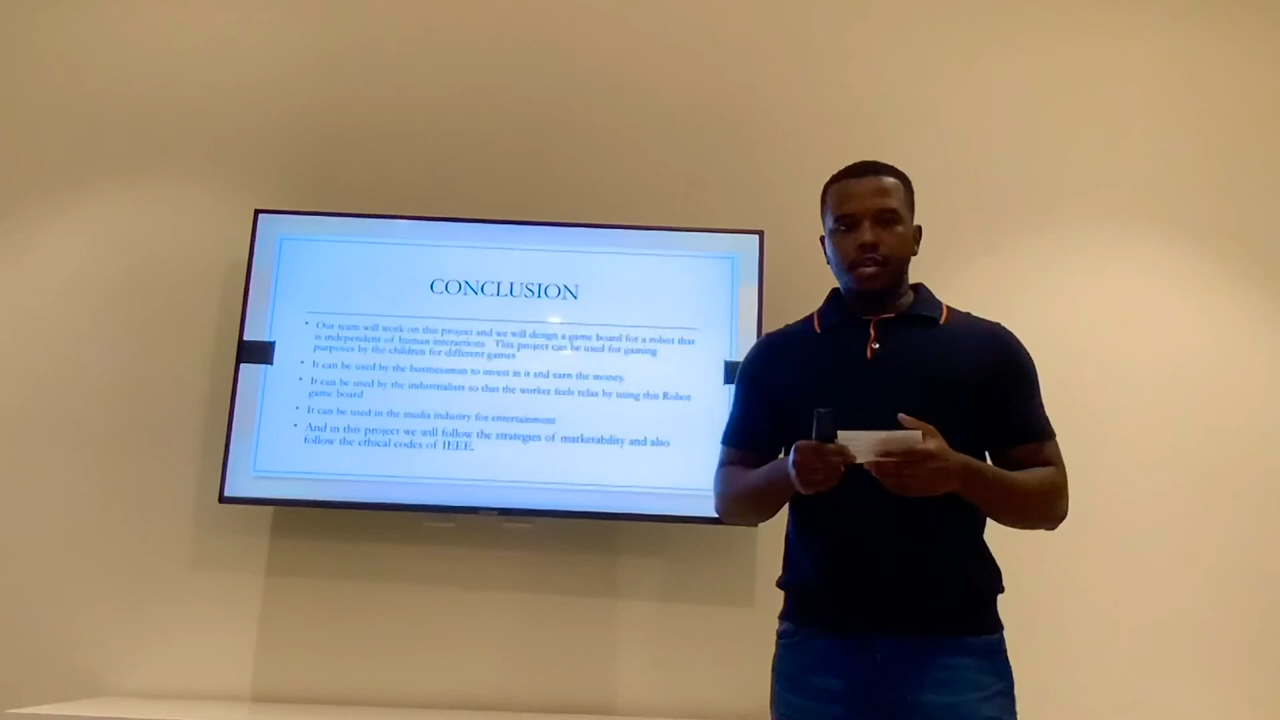 CONCLUSION
• Our team will work on this project and we will design a game board for a robot that
is independent of human interactions This project can be used for gaming
purposes by the children for different games
• It can be used by the businessman to invest in it and earn the money.
• It can be used by the industrialists so that the worker feels relax by using this Robot
game board
• It can be used in the media industry for entertainment
• And in this project we will follow the strategies of marketability and also
follow the ethical codes of IEEE.